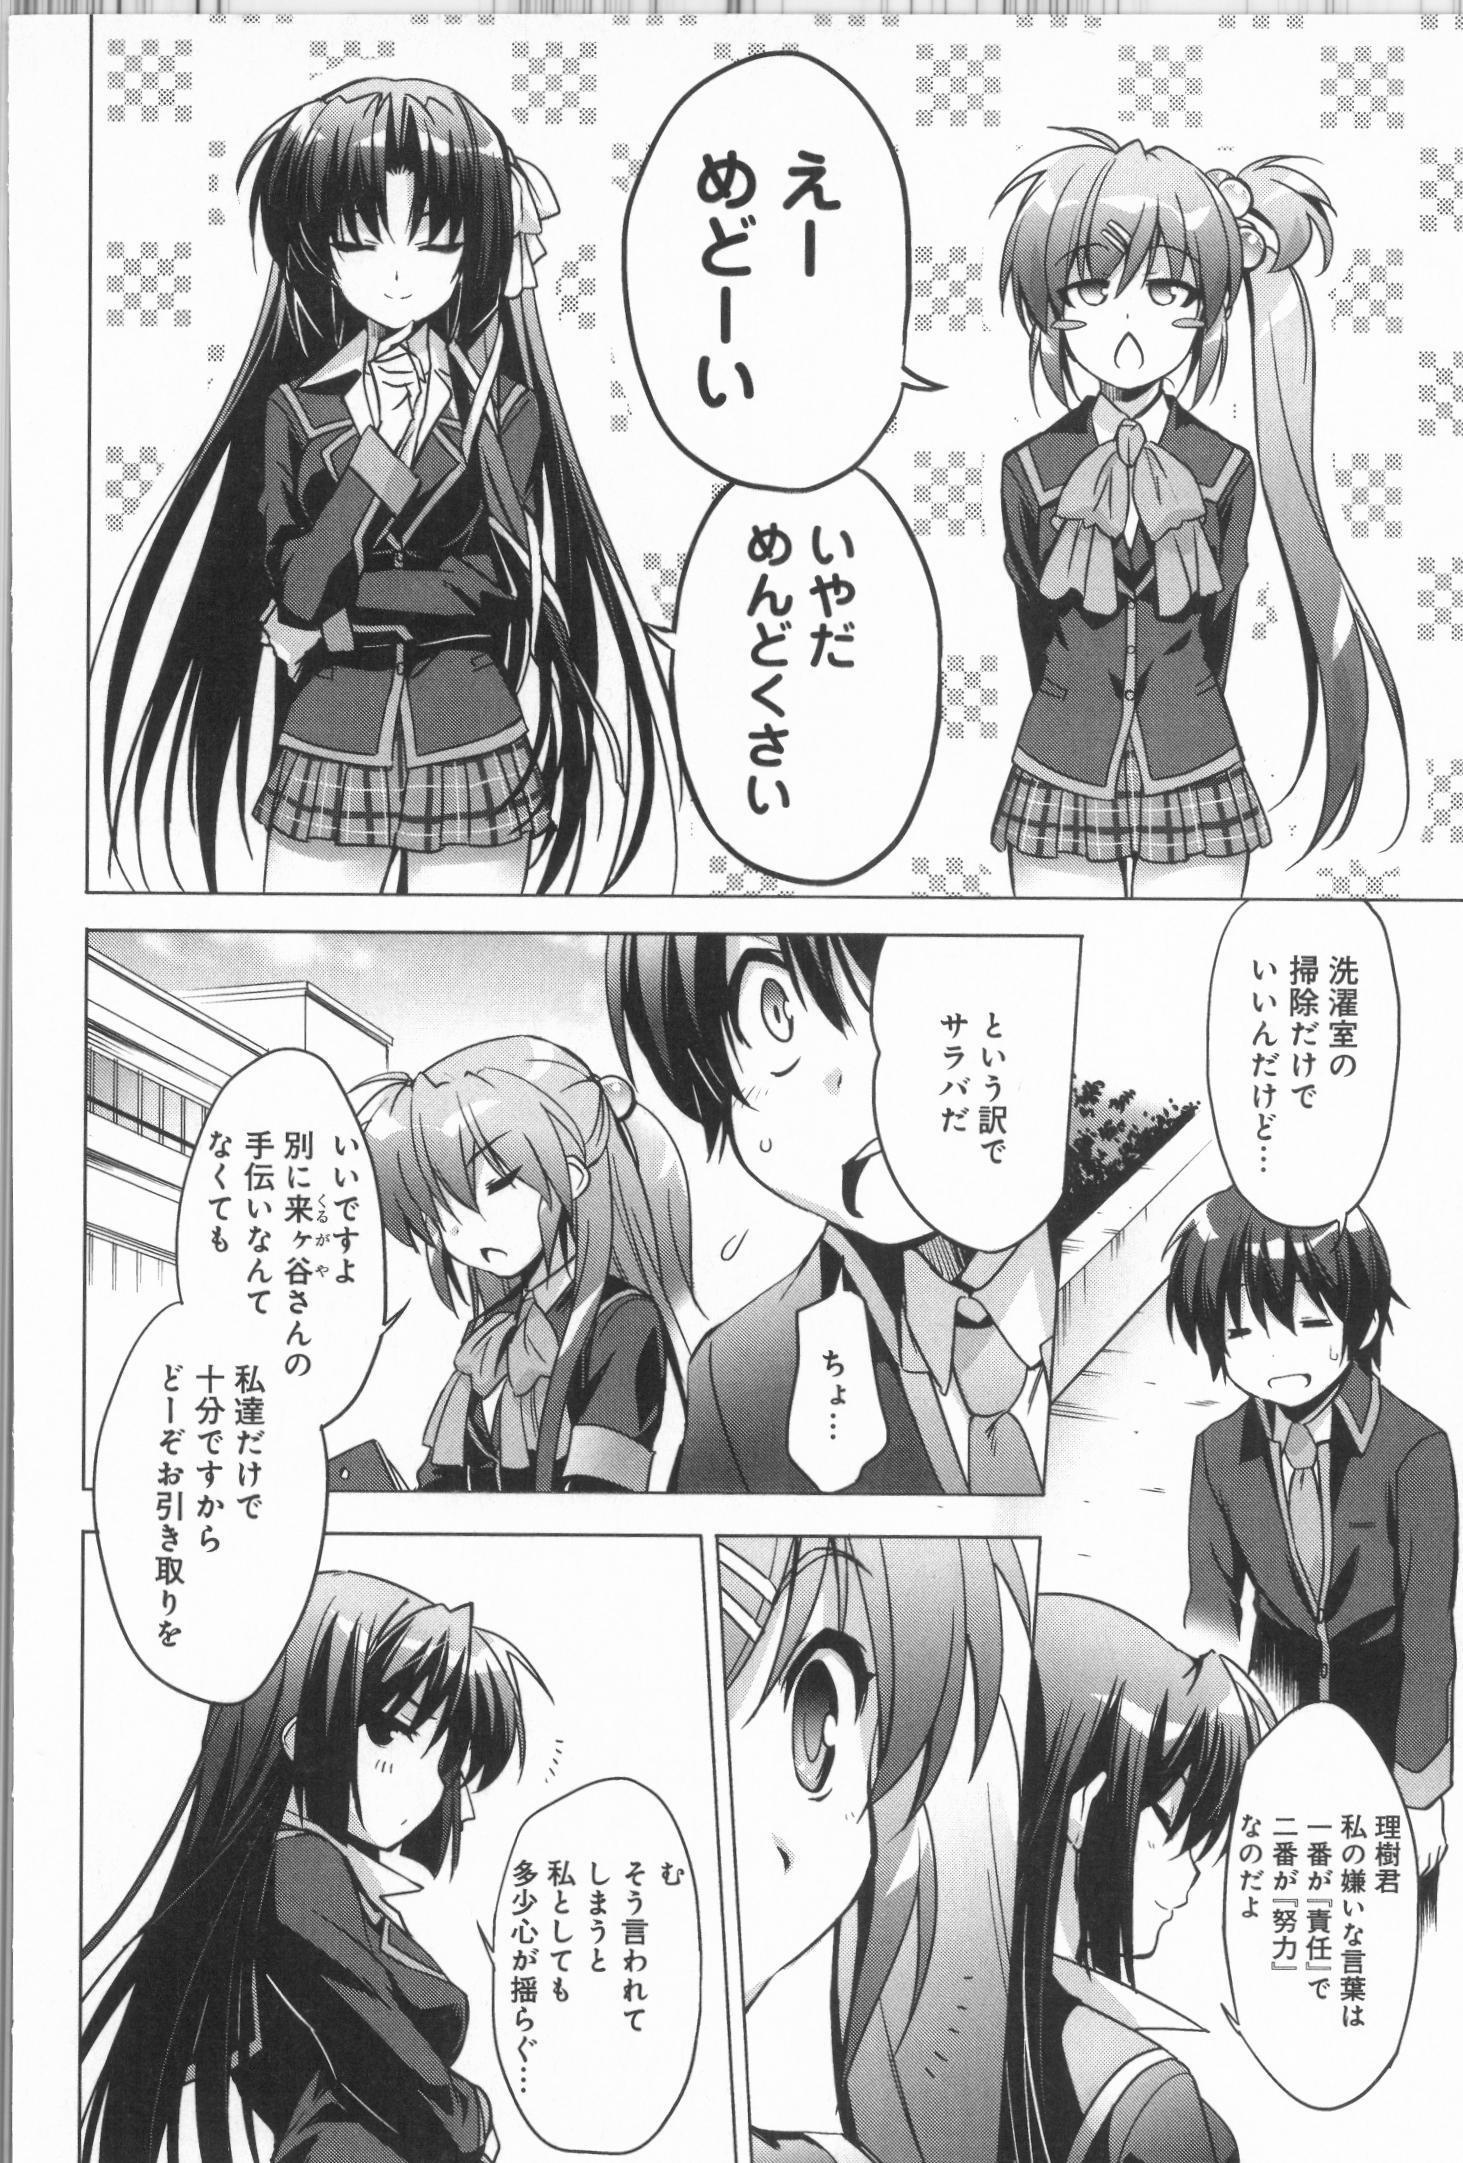 えー
めどーい
いやだ
めんどくさい
洗濯室の
掃除だけで
いいんだけど…
理樹君
私の嫌いな言葉は
一番が『責任』で
二番が『努力』
なのだよ
という訳で
サラバだ
ちょ…
いいですよ
別に来ヶ谷さんの
くるがや
手伝いなんて
なくても
私達だけで
十分ですから
どーぞお引き取りを
む
そう言われて
しまうと
私としても
多少心が揺らぐ…